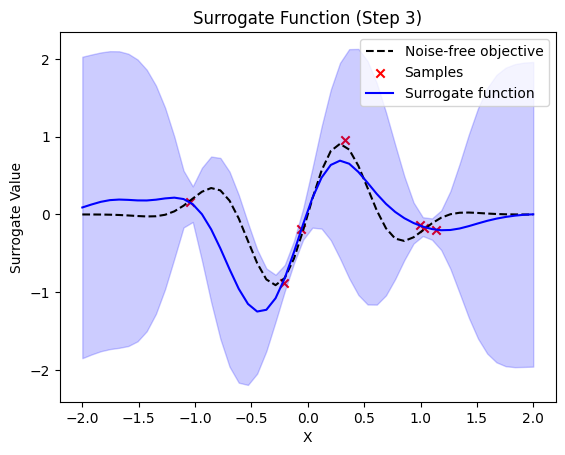 Surrogate Function (Step 3)
Noise-free objective
Samples
Surrogate function
Surrogate Value
2
1
0
−1
−2
−2.0 −1.5 −1.0 −0.5 0.0 0.5 1.0 1.5 2.0
X